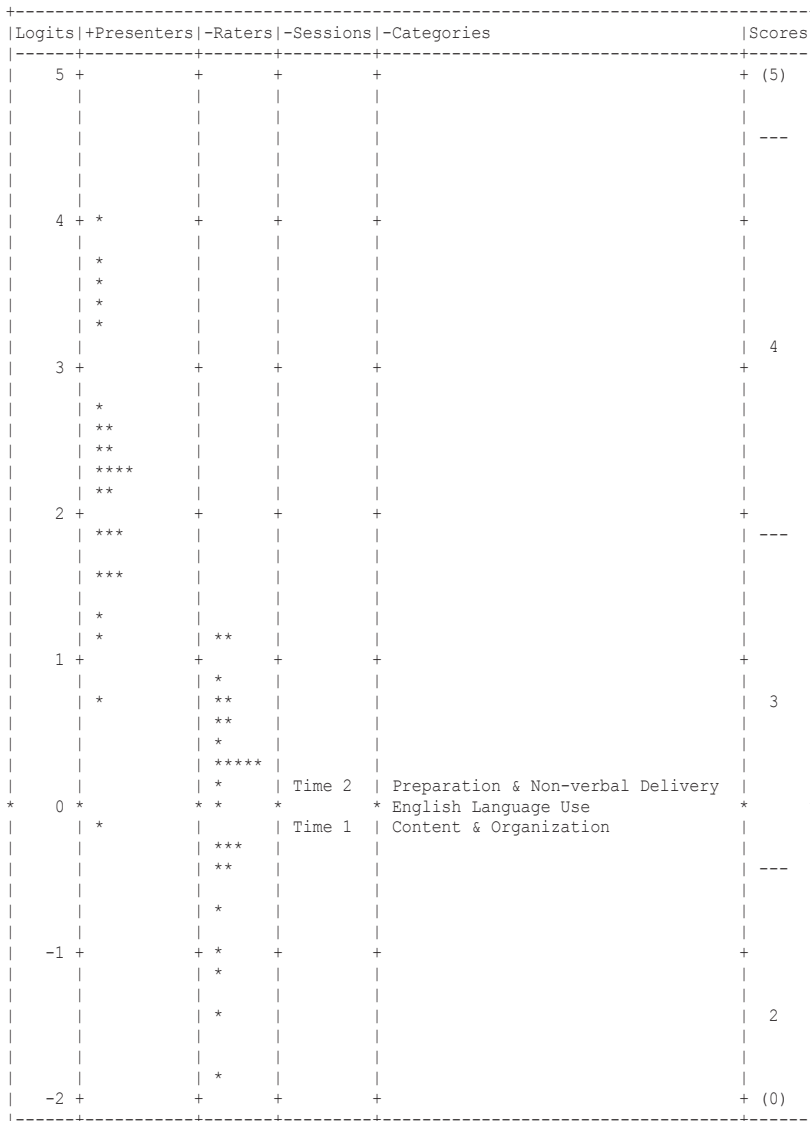 +-----------------------------------------------------------------------------
|Logits|+Presenters|-Raters|-Sessions|-Categories                     |Scores
|------+-----------+-------+---------+--------------------------------+------
|    5 +           +       +         +                                + (5)
|      |           |       |         |                                |
|      |           |       |         |                                |
|      |           |       |         |                                | ---
|      |           |       |         |                                |
|      |           |       |         |                                |
|      |           |       |         |                                |
|    4 + *         +       +         +                                +
|      |           |       |         |                                |
|      | *         |       |         |                                |
|      | *         |       |         |                                |
|      | *         |       |         |                                |
|      | *         |       |         |                                |
|      |           |       |         |                                |  4
|    3 +           +       +         +                                +
|      |           |       |         |                                |
|      | *         |       |         |                                |
|      | **        |       |         |                                |
|      | **        |       |         |                                |
|      | ****      |       |         |                                |
|      | **        |       |         |                                |
|    2 +           +       +         +                                +
|      | ***       |       |         |                                | ---
|      |           |       |         |                                |
|      | ***       |       |         |                                |
|      |           |       |         |                                |
|      | *         |       |         |                                |
|      | *         | **    |         |                                |
|    1 +           +       +         +                                +
|      |           | *     |         |                                |
|      | *         | **    |         |                                |  3
|      |           | **    |         |                                |
|      |           | *     |         |                                |
|      |           | ***** |         |                                |
|      |           | *     | Time 2  | Preparation & Non-verbal Delivery |
*    0 *           * *     *         * English Language Use           *
|      | *         |       | Time 1  | Content & Organization         |
|      |           | ***   |         |                                |
|      |           | **    |         |                                | ---
|      |           |       |         |                                |
|      |           | *     |         |                                |
|      |           |       |         |                                |
|   -1 +           + *     +         +                                +
|      |           | *     |         |                                |
|      |           |       |         |                                |
|      |           | *     |         |                                |  2
|      |           |       |         |                                |
|      |           |       |         |                                |
|      |           | *     |         |                                |
|   -2 +           +       +         +                                + (0)
|------+-----------+-------+---------+--------------------------------+------